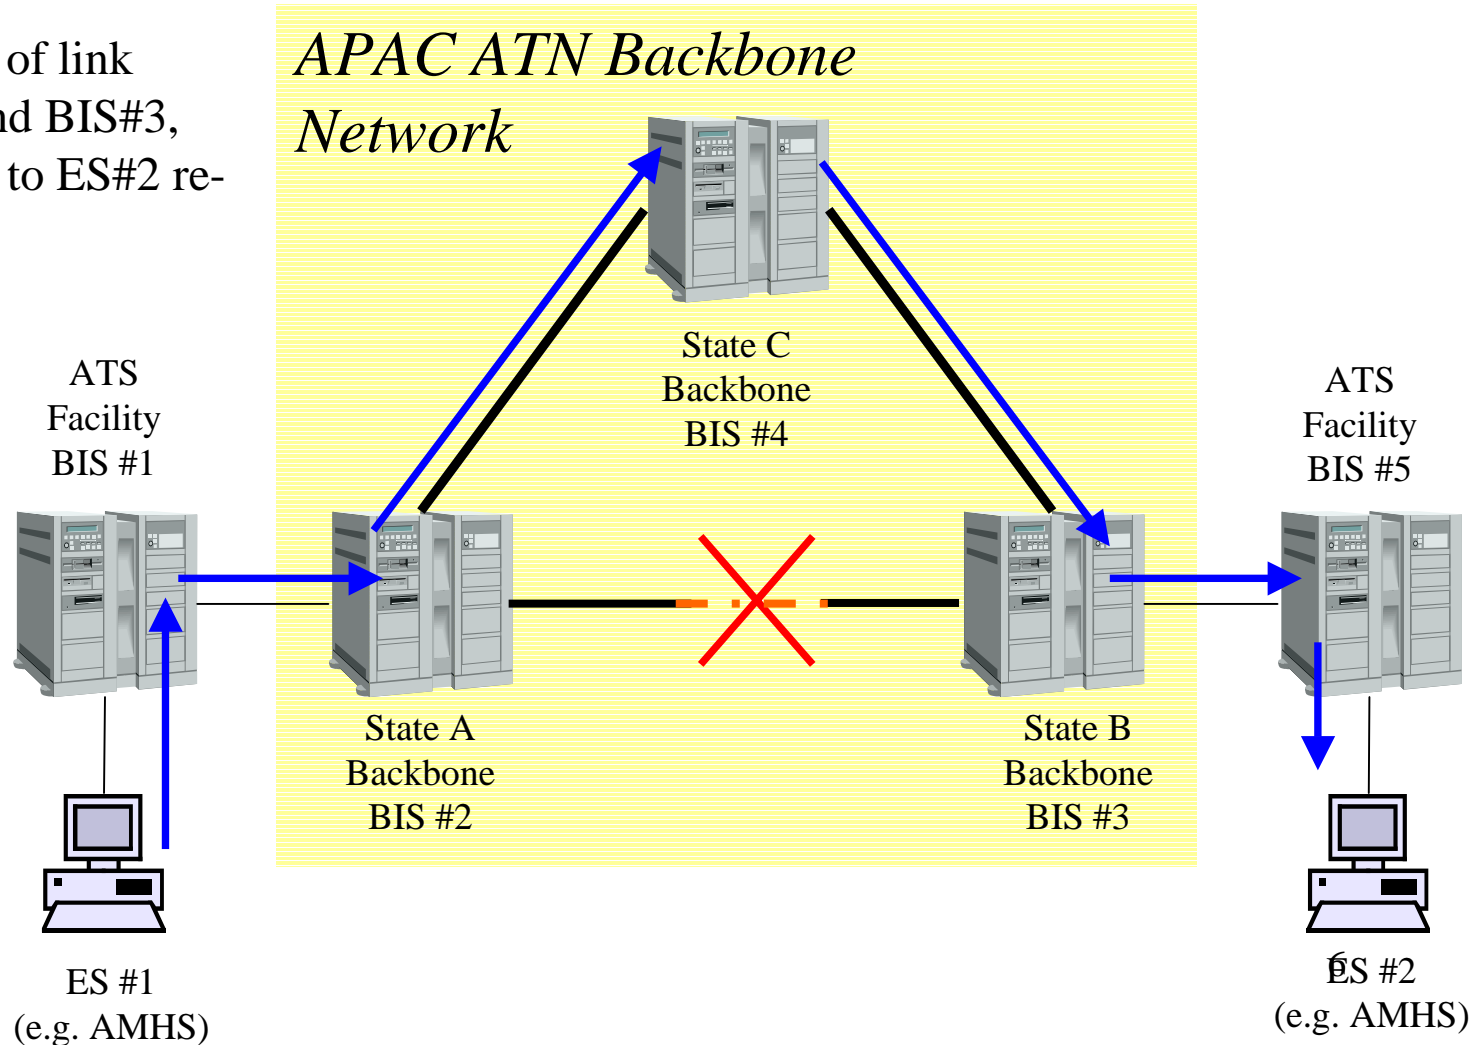 of link
nd BIS#3,
to ES#2 re-
APAC ATN Backbone
Network
State C
Backbone
BIS #4
ATS
Facility
BIS #1
ATS
Facility
BIS #5
State A
Backbone
BIS #2
State B
Backbone
BIS #3
ES #1
(e.g. AMHS)
6
ES #2
(e.g. AMHS)